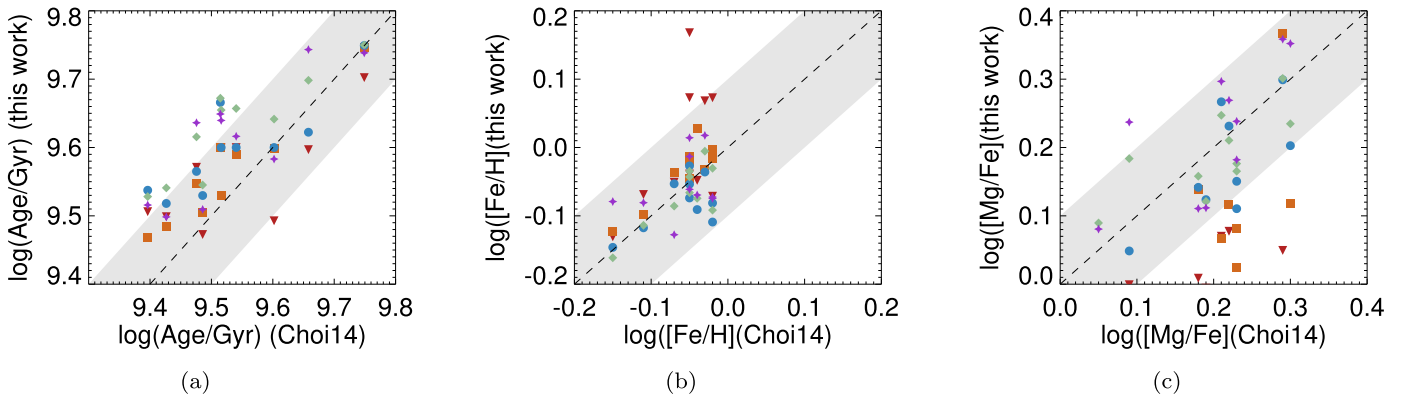 log(Age/Gyr) (this work)
9.8
9.7
9.6
9.5
9.4
9.4 9.5 9.6 9.7 9.8
log(Age/Gyr) (Choi14)
(a)
log([Fe/H](this work)
0.2
0.1
0.0
-0.1
-0.2
-0.2 -0.1 0.0 0.1 0.2
log([Fe/H](Choi14)
(b)
log([Mg/Fe](this work)
0.4
0.3
0.2
0.1
0.0
0.0 0.1 0.2 0.3 0.4
log([Mg/Fe](Choi14)
(c)